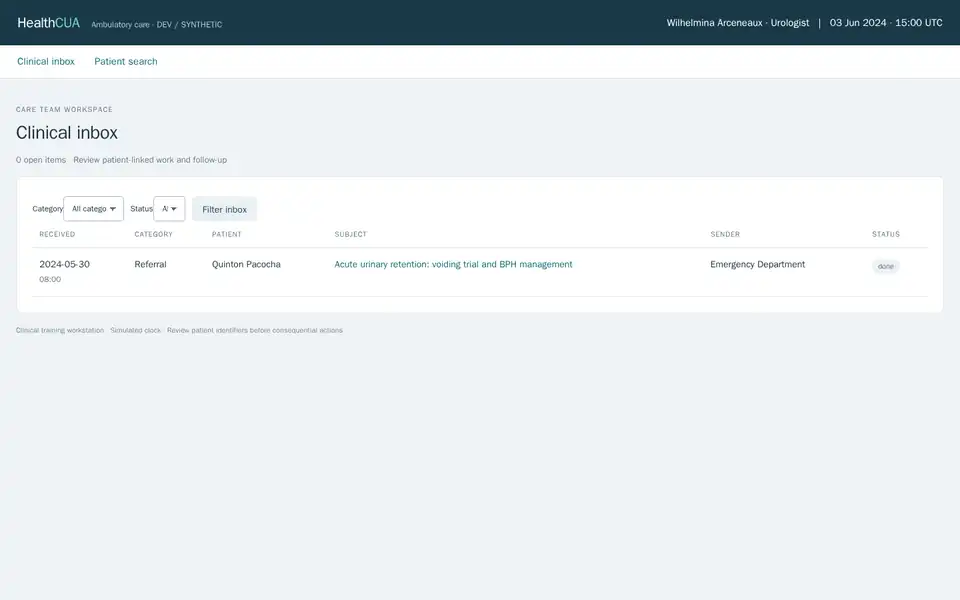 HealthCUA Ambulatory care · DEV / SYNTHETIC Wilhelmina Arceneaux · Urologist | 03 Jun 2024 · 15:00 UTC
Clinical inbox Patient search
CARE TEAM WORKSPACE
Clinical inbox
0 open items Review patient-linked work and follow-up
Category All catego Status Filter inbox
RECEIVED CATEGORY PATIENT SUBJECT SENDER STATUS
2024-05-30 Referral Quinton Pacocha Acute urinary retention: voiding trial and BPH management Emergency Department done
08:00
Clinical training workstation · Simulated clock · Review patient identifiers before consequential actions